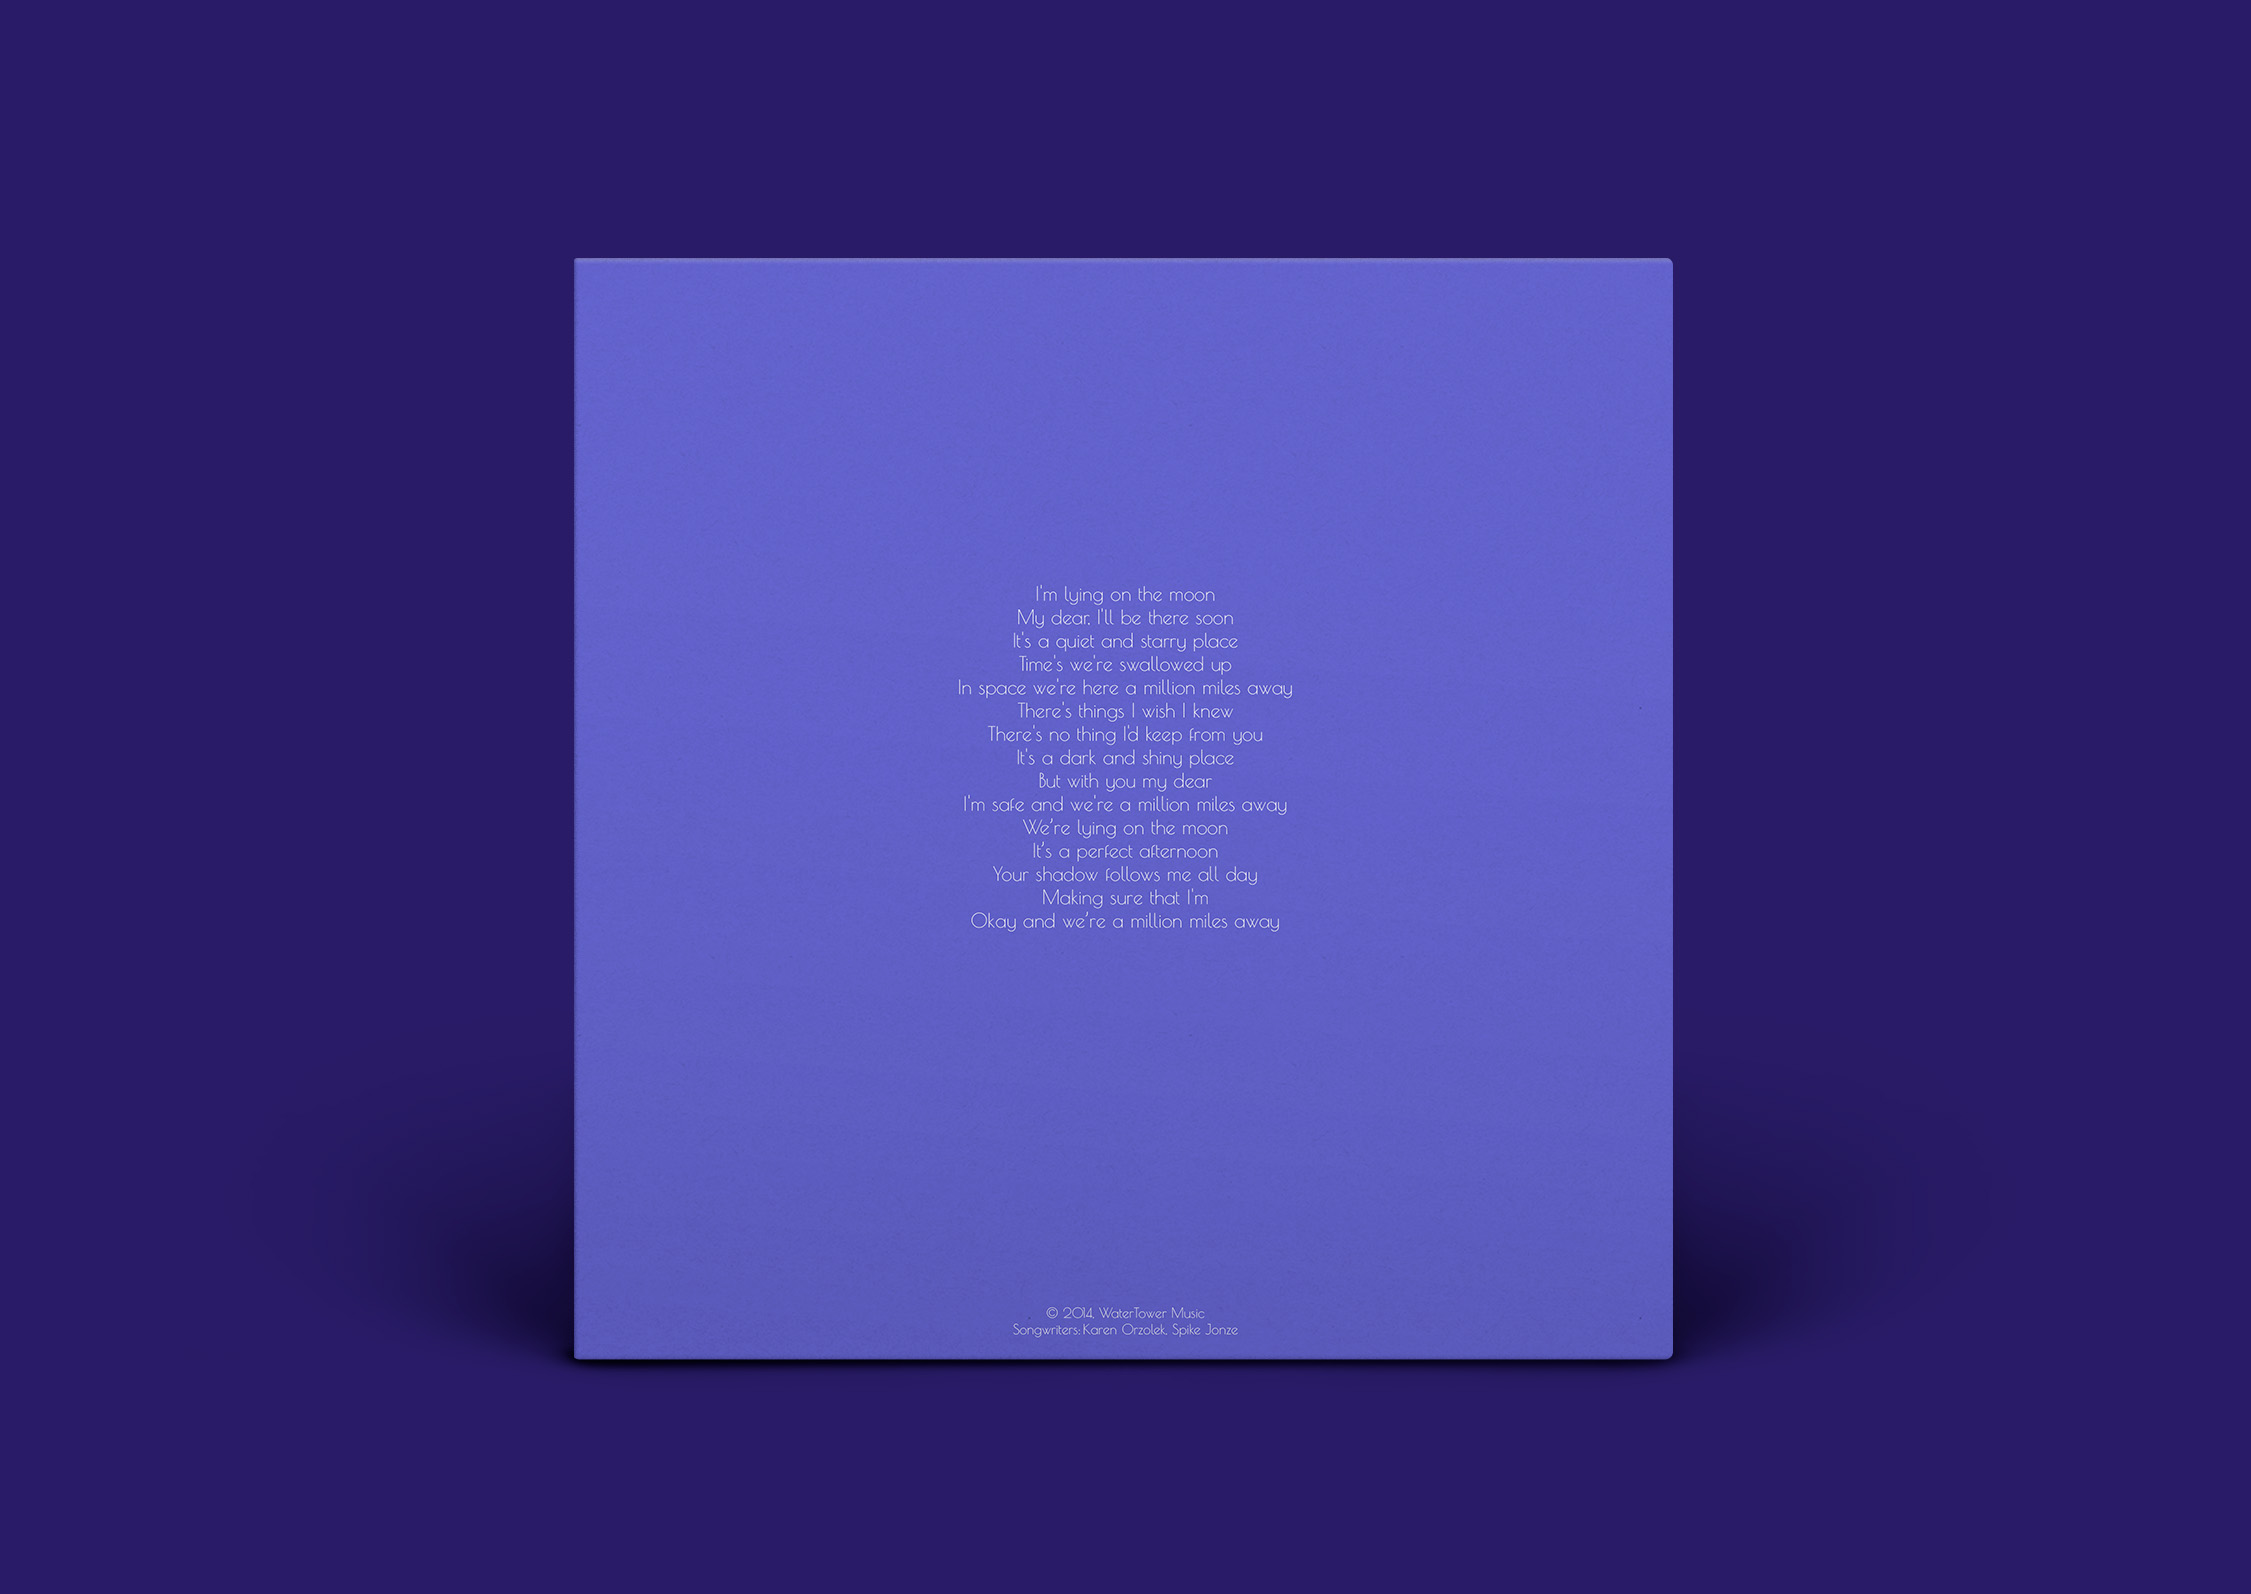 I'm lying on the moon
My dear, I'll be there soon
It's a quiet and starry place
Time's we're swallowed up
In space we're here a million miles away
There's things I wish I knew
There's no thing I'd keep from you
It's a dark and shiny place
But with you my dear
I'm safe and we're a million miles away
We’re lying on the moon
It’s a perfect afternoon
Your shadow follows me all day
Making sure that I'm
Okay and we’re a million miles away
© 2014, WaterTower Music
Songwriters: Karen Orzolek, Spike Jonze